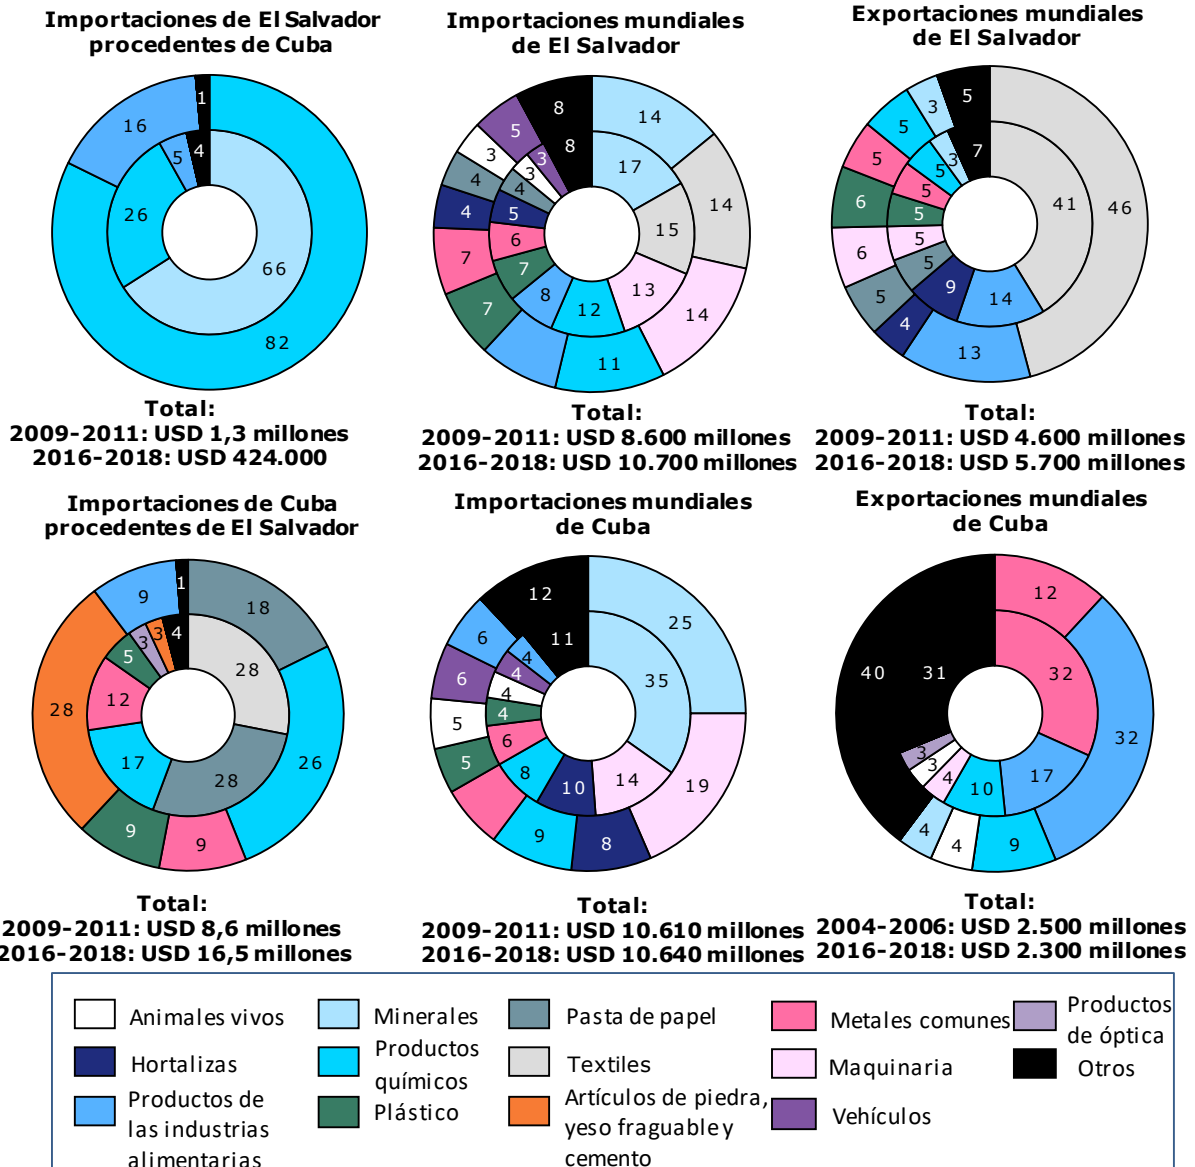 Importaciones de El Salvador
procedentes de Cuba
1
16
5
4
26
66
82
Total:
2009-2011: USD 1,3 millones
2016-2018: USD 424.000
Importaciones mundiales
de El Salvador
8
8
14
17
5
3
3
3
14
4
4
15
4
5
7
6
13
14
7
7
8
12
11
Total:
2009-2011: USD 8.600 millones
2016-2018: USD 10.700 millones
Exportaciones mundiales
de El Salvador
5
7
3
3
5
5
5
5
41
46
6
5
6
5
5
5
9
14
4
13
Total:
2009-2011: USD 4.600 millones
2016-2018: USD 5.700 millones
Importaciones de Cuba
procedentes de El Salvador
1
9
4
18
3
3
5
28
28
12
17
28
26
9
9
Total:
2009-2011: USD 8,6 millones
2016-2018: USD 16,5 millones
Importaciones mundiales
de Cuba
12
11
25
6
4
6
4
35
5
4
4
5
6
8
10
14
19
9
8
Total:
2009-2011: USD 10.610 millones
2016-2018: USD 10.640 millones
Exportaciones mundiales
de Cuba
12
40
31
32
32
3
3
4
10
17
4
4
9
Total:
2004-2006: USD 2.500 millones
2016-2018: USD 2.300 millones
Animales vivos
Minerales
Pasta de papel
Metales comunes
Productos
de óptica
Hortalizas
Productos
químicos
Textiles
Maquinaria
Otros
Productos de
las industrias
alimentarias
Plástico
Artículos de piedra,
yeso fraguable y
cemento
Vehículos